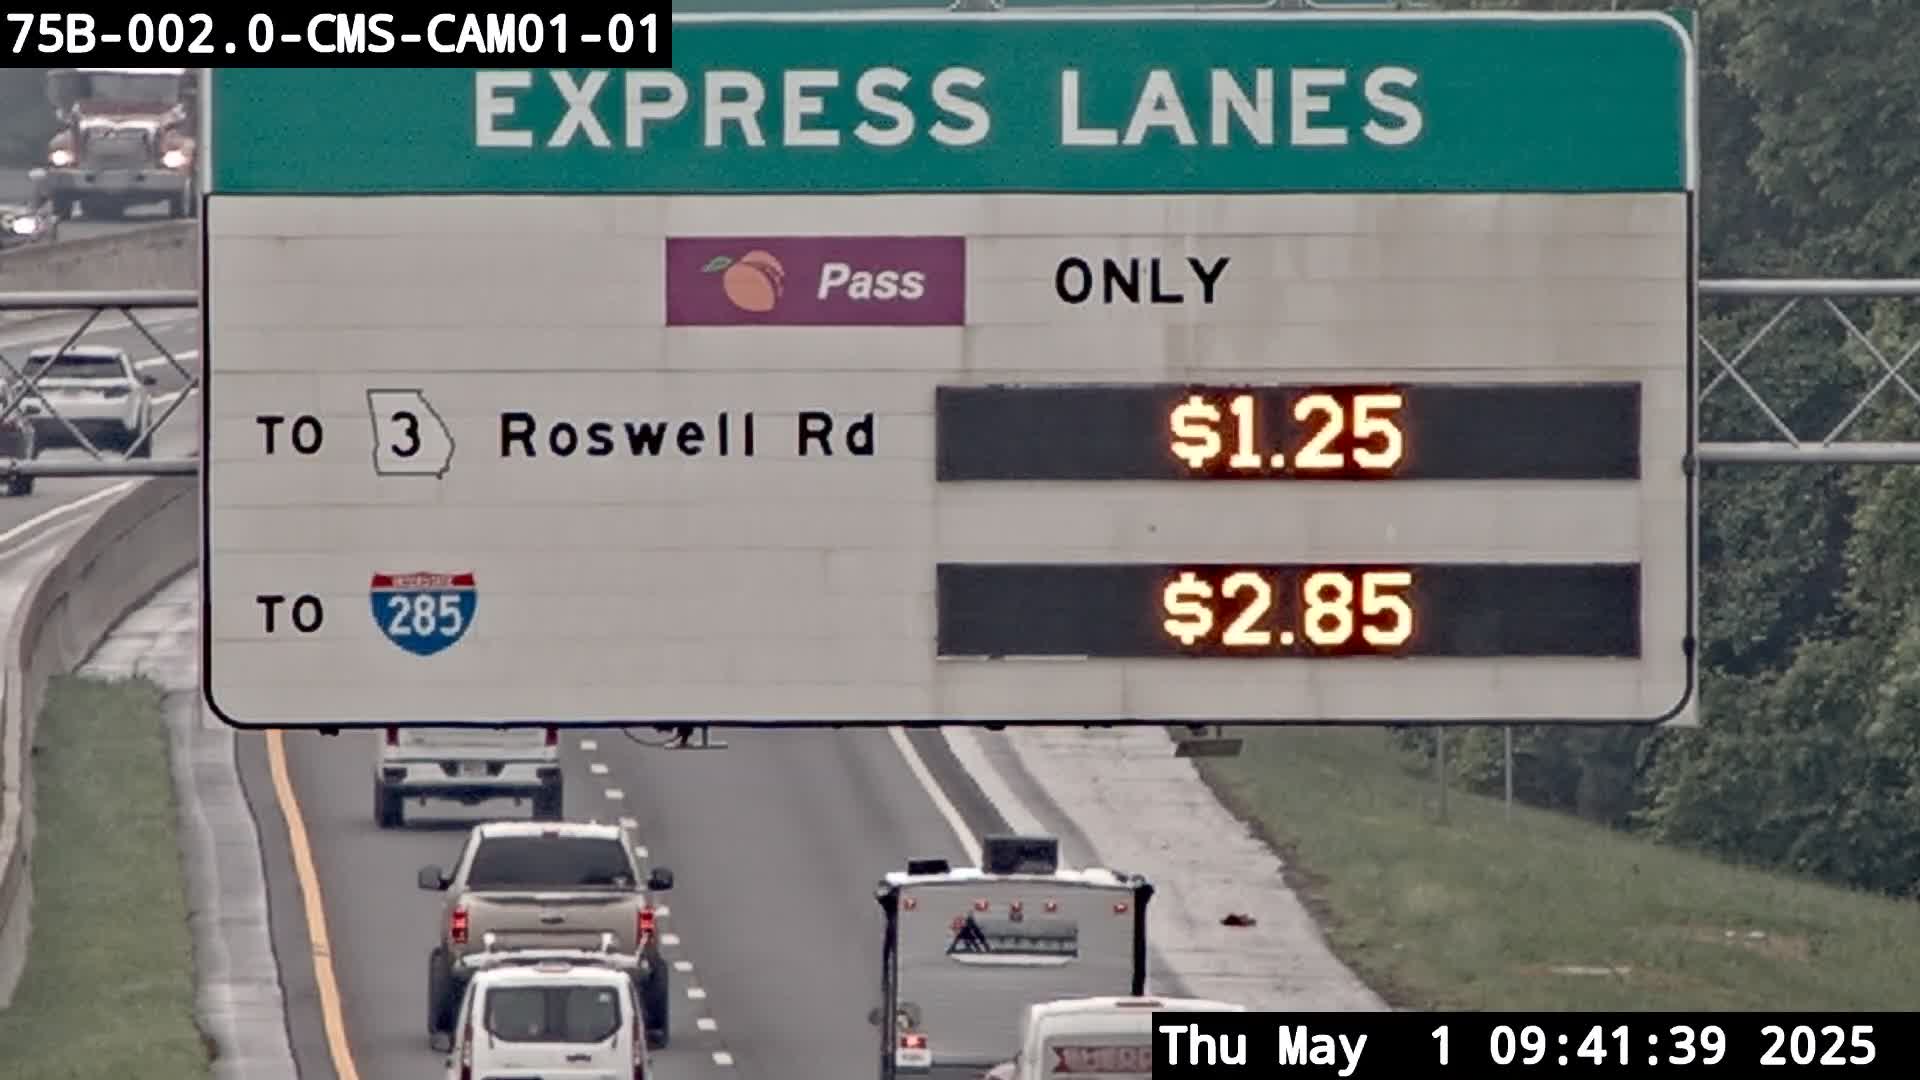 75B-002.0-CMS-CAM01-01
EXPRESS LANES
Pass ONLY
TO 3 Roswell Rd $1.25
INTERSTATE
TO 285 $2.85
Thu May 1 09:41:39 2025